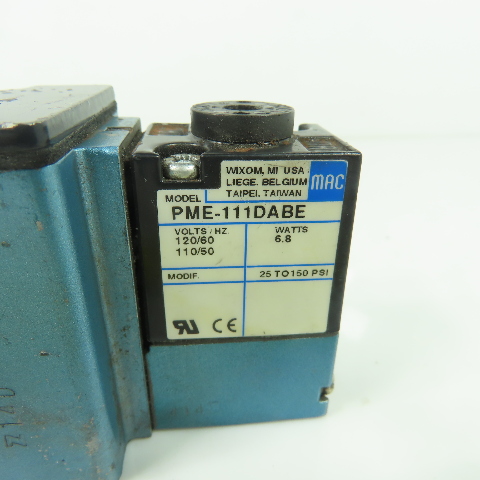 WIXOM, MI USA
LIEGE, BELGIUM
TAIPEI, TAIWAN
MAC
MODEL
PME-111DABE
VOLTS / HZ WATTS
120/60 6.8
110/50
MODIF. 25 TO 150 PSI
CE